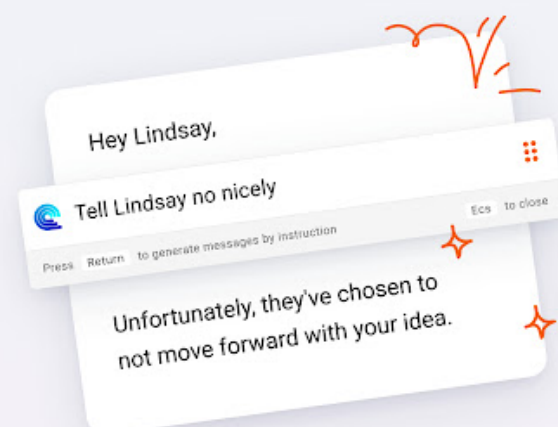 Hey Lindsay,
Tell Lindsay no nicely
Press Return to generate messages by instruction Ecs to close
Unfortunately, they've chosen to
not move forward with your idea.